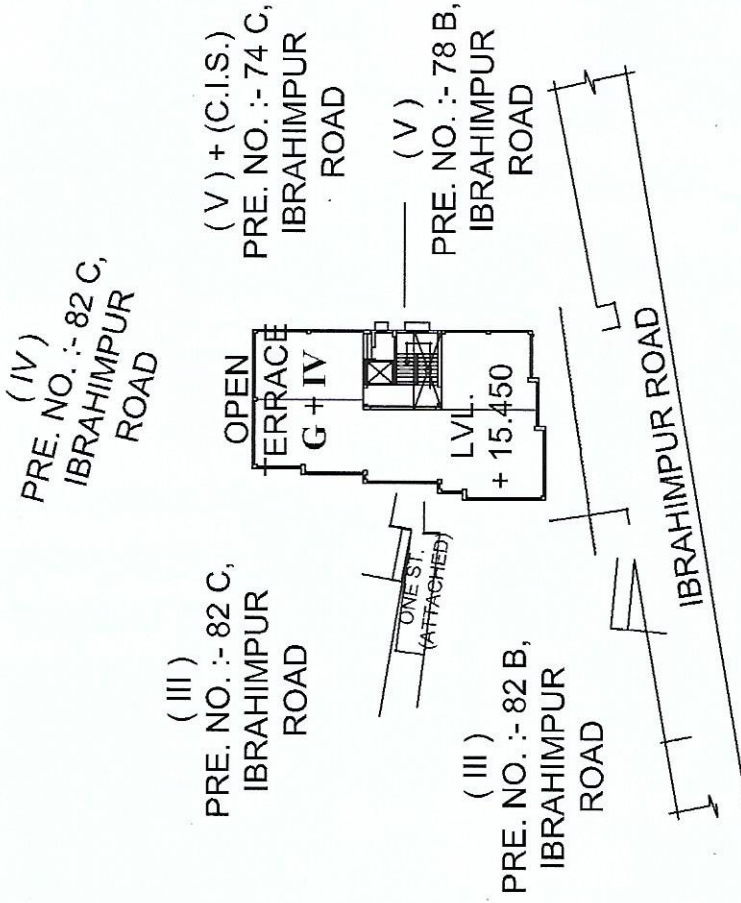 ( IV )
PRE. NO. :- 82 C,
IBRAHIMPUR
ROAD
( V ) + (C.I.S.)
PRE. NO. :- 74 C,
IBRAHIMPUR
ROAD
( V )
PRE. NO. :- 78 B,
IBRAHIMPUR
ROAD
OPEN
TERRACE
G + IV
LVL.
+ 15.450
( III )
PRE. NO. :- 82 C,
IBRAHIMPUR
ROAD
ONE ST.
(ATTACHED)
( III )
PRE. NO. :- 82 B,
IBRAHIMPUR
ROAD
IBRAHIMPUR ROAD